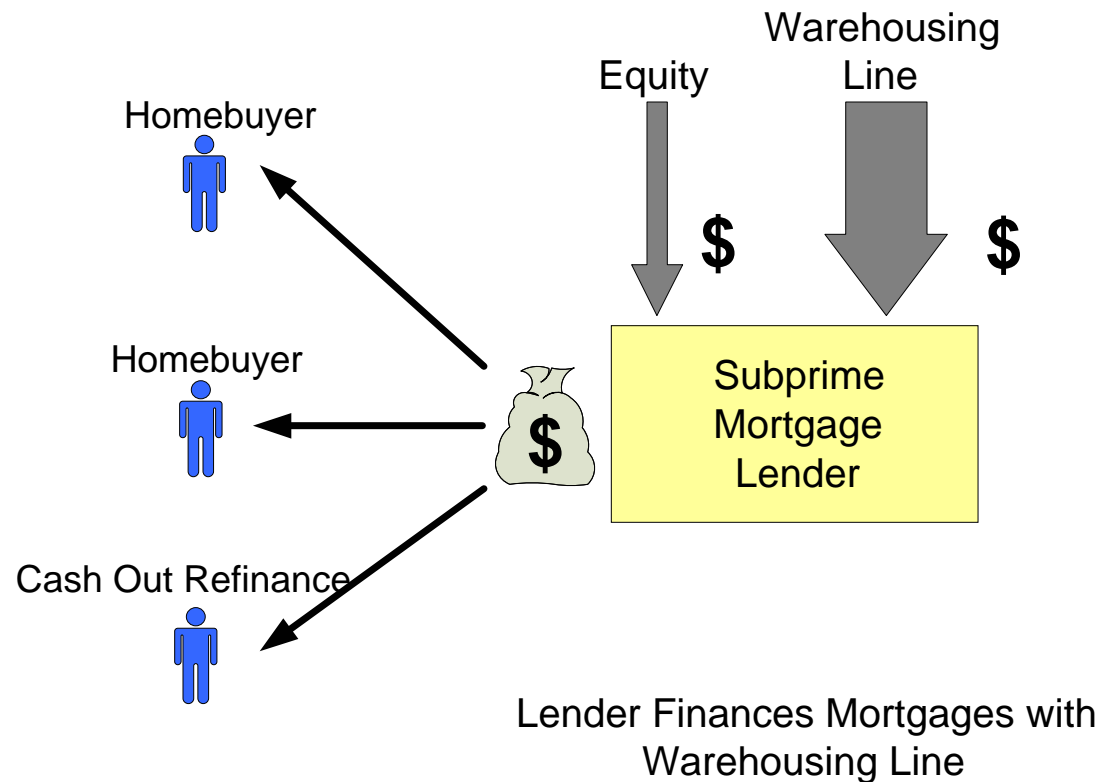 Warehousing
Line
Equity
Homebuyer
$
$
Homebuyer
Subprime
Mortgage
Lender
$
Cash Out Refinance
Lender Finances Mortgages with
Warehousing Line